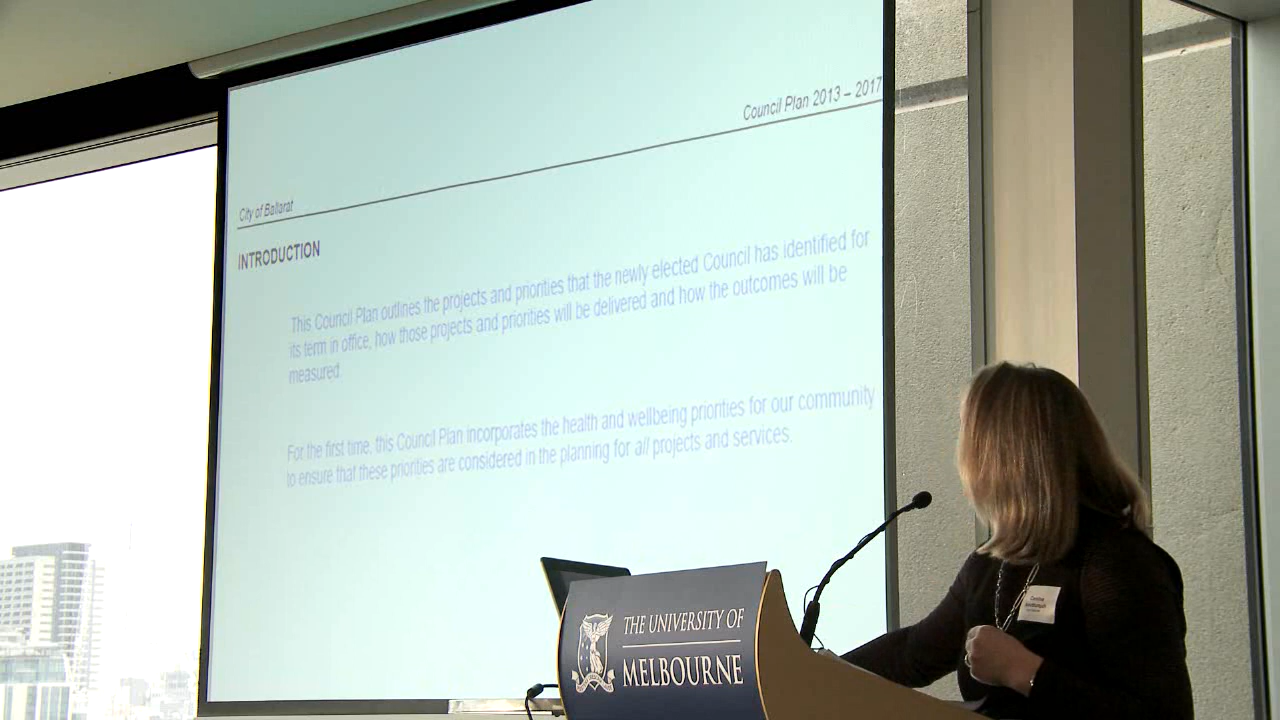 Council Plan 2013 – 2017
City of Ballarat
INTRODUCTION
This Council Plan outlines the projects and priorities that the newly elected Council has identified for
its term in office, how those projects and priorities will be delivered and how the outcomes will be
measured.
For the first time, this Council Plan incorporates the health and wellbeing priorities for our community
to ensure that these priorities are considered in the planning for all projects and services.
THE UNIVERSITY OF
MELBOURNE